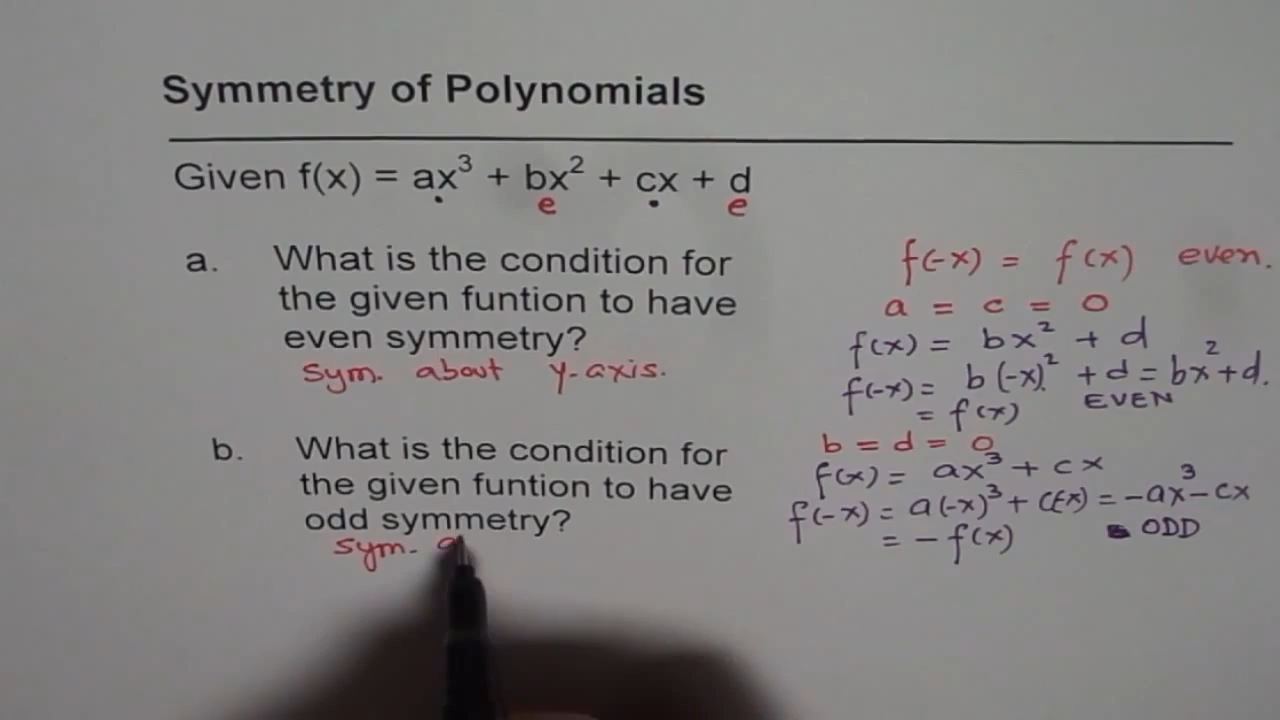 Symmetry of Polynomials
Given f(x) = ax³ + bx² + cx + d
e e
a. What is the condition for
the given funtion to have
even symmetry?
Sym. about y-axis.
f(-x) = f(x) even.
a = c = 0
f(x) = bx² + d
f(-x) = b(-x)² + d = bx² + d.
= f(x) EVEN
b. What is the condition for
the given funtion to have
odd symmetry?
Sym. a
b = d = 0
f(x) = ax³ + cx
f(-x) = a(-x)³ + c(-x) = -ax³ - cx
= - f(x) ODD